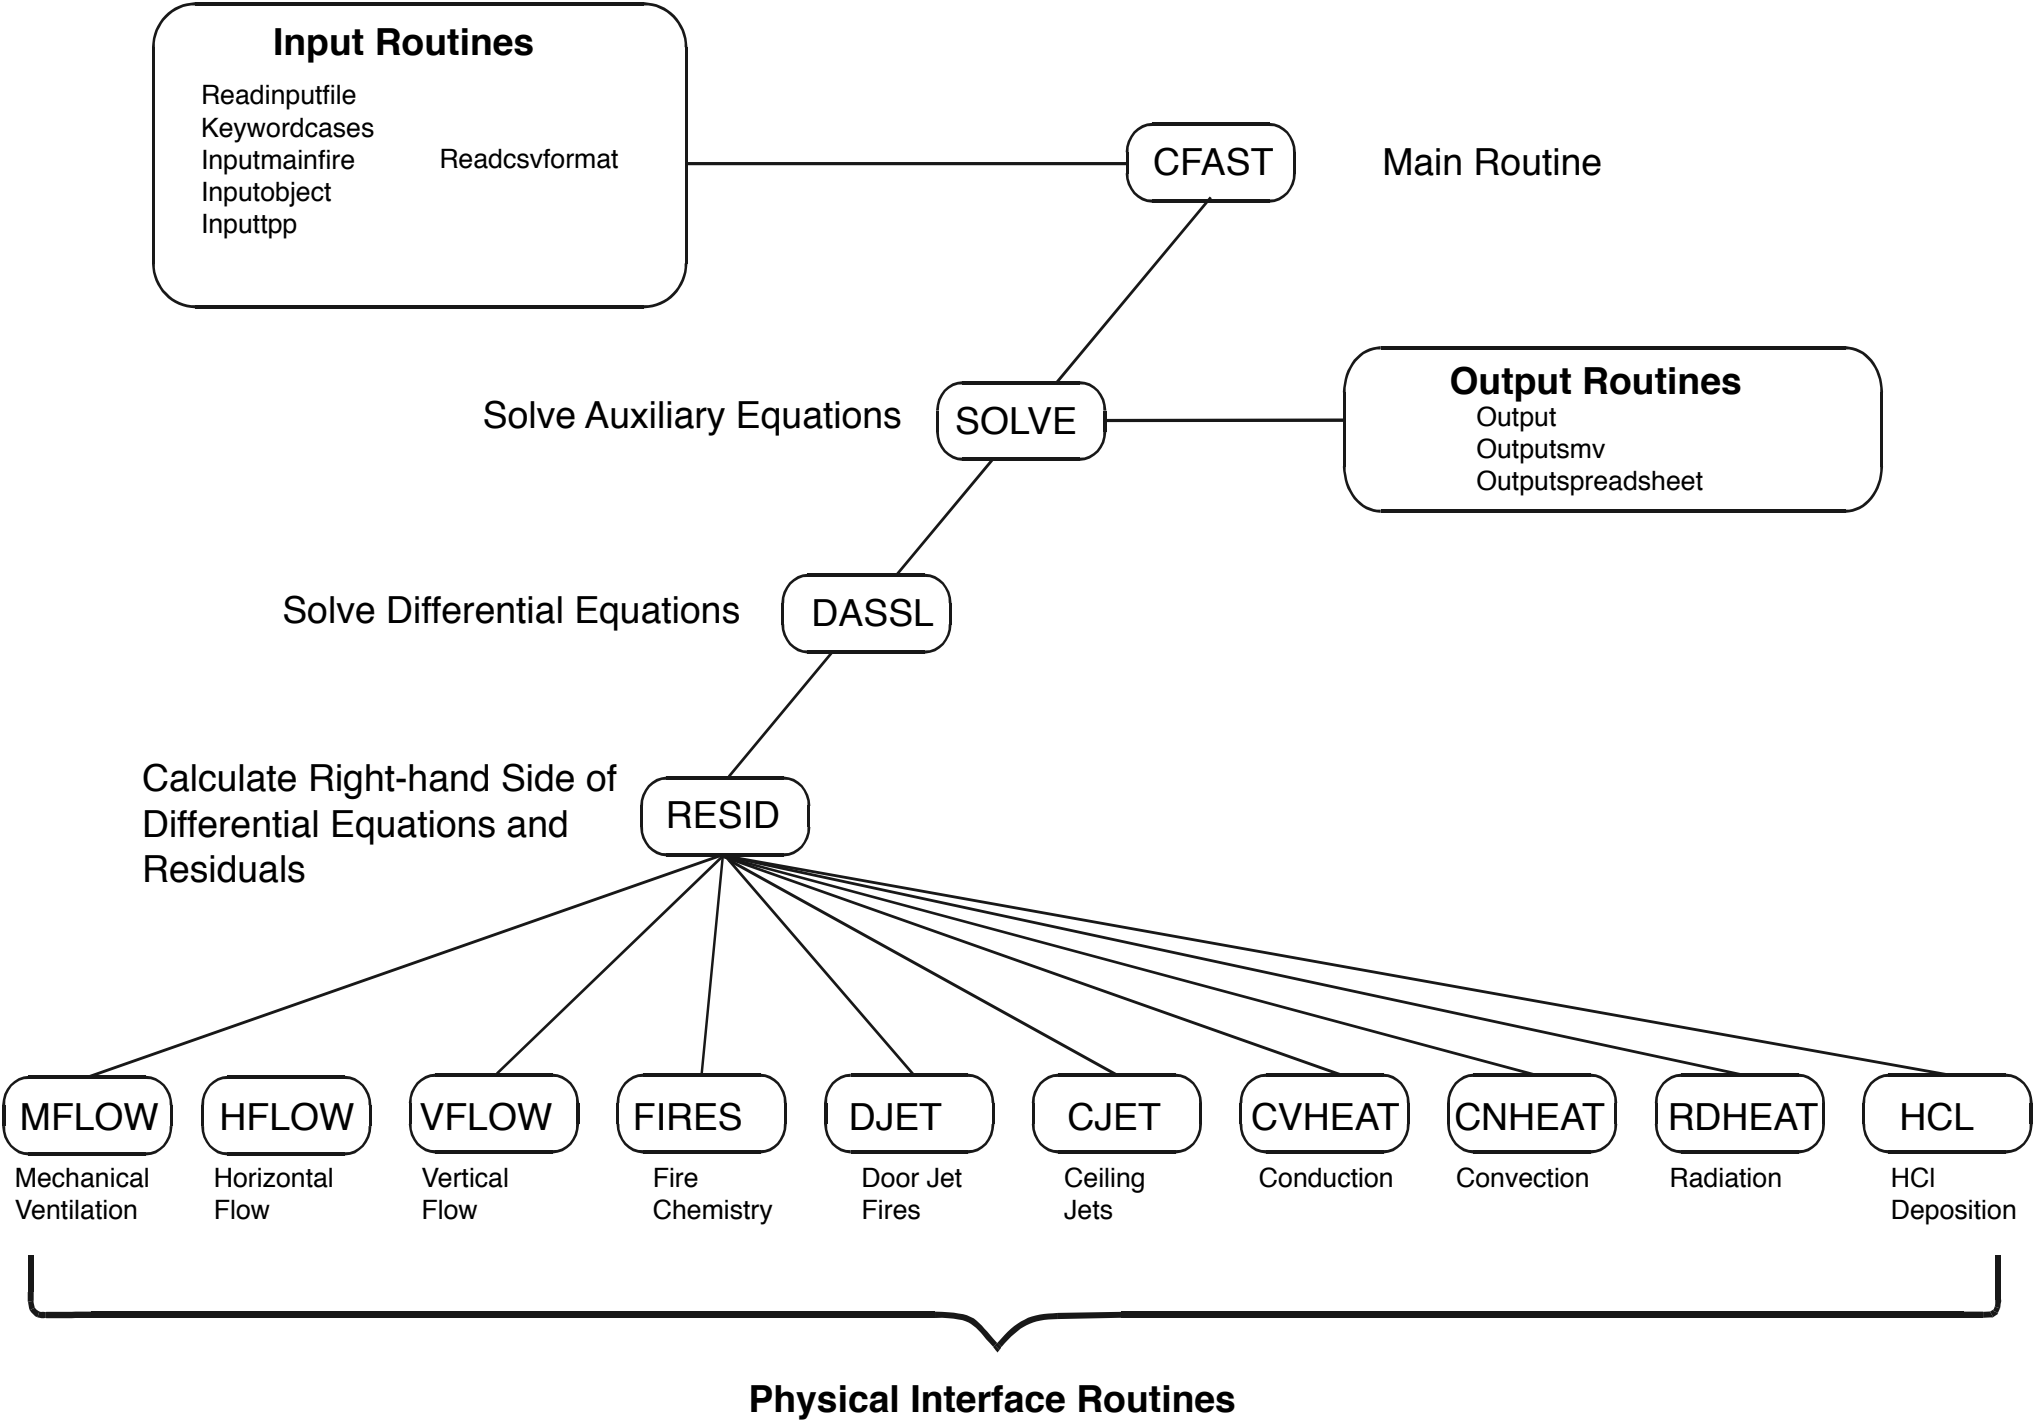 Input Routines
Readinputfile
Keywordcases
Inputmainfire
Inputobject
Inputtpp
Readcsvformat
CFAST
Main Routine
Solve Auxiliary Equations
SOLVE
Output Routines
Output
Outputsmv
Outputspreadsheet
Solve Differential Equations
DASSL
Calculate Right-hand Side of
Differential Equations and
Residuals
RESID
MFLOW
Mechanical
Ventilation
HFLOW
Horizontal
Flow
VFLOW
Vertical
Flow
FIRES
Fire
Chemistry
DJET
Door Jet
Fires
CJET
Ceiling
Jets
CVHEAT
Conduction
CNHEAT
Convection
RDHEAT
Radiation
HCL
HCl
Deposition
Physical Interface Routines